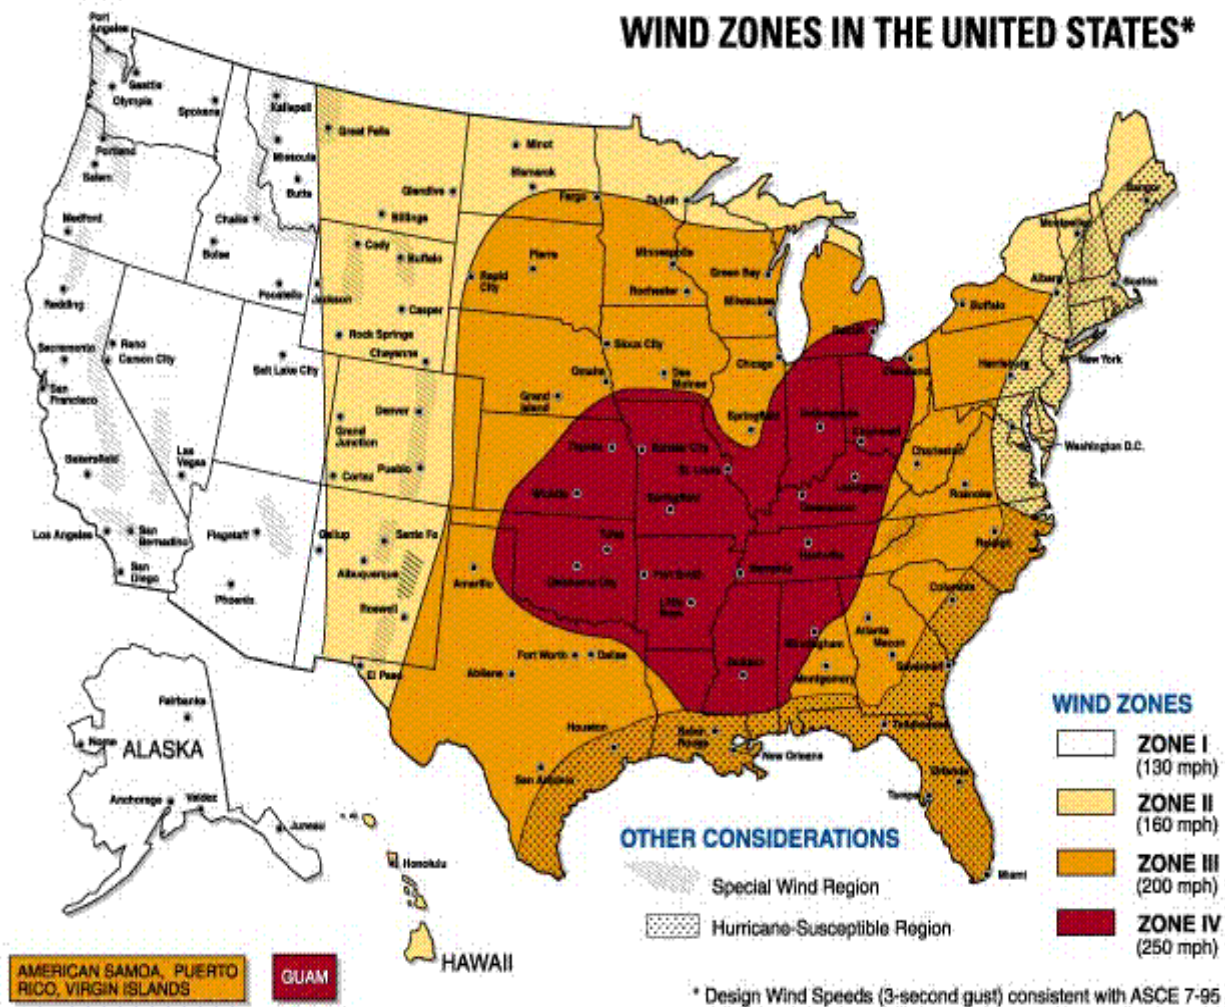 WIND ZONES IN THE UNITED STATES*
Port
Angeles
Seattle
Olympia
Spokane
Kalispell
Great Falls
Minot
Bismarck
Fargo
Duluth
Bangor
Portland
Salem
Missoula
Butte
Glendive
Billings
Montpelier
Medford
Challis
Boise
Cody
Buffalo
Pierre
Minneapolis
Green Bay
Albany
Boston
Redding
Pocatello
Jackson
Casper
Rapid
City
Rochester
Milwaukee
Buffalo
Sacramento
Reno
Carson City
Salt Lake City
Rock Springs
Cheyenne
Sioux City
Chicago
Detroit
Cleveland
Harrisburg
New York
San
Francisco
Omaha
Des
Moines
Grand
Island
Denver
Grand
Junction
Springfield
Indianapolis
Cincinnati
Charleston
Washington D.C.
Bakersfield
Las
Vegas
Cortez
Pueblo
Topeka
Kansas City
St. Louis
Wichita
Springfield
Lexington
Roanoke
Los Angeles
San
Bernadino
Flagstaff
Gallup
Santa Fe
Tulsa
Nashville
Raleigh
San
Diego
Albuquerque
Amarillo
Oklahoma City
Fort Smith
Memphis
Phoenix
Roswell
Little
Rock
Columbia
Atlanta
Macon
Birmingham
Savannah
El Paso
Abilene
Fort Worth
Dallas
Jackson
Montgomery
Fairbanks
Nome
ALASKA
Anchorage
Valdez
Juneau
Houston
Baton
Rouge
New Orleans
Tallahassee
San Antonio
Orlando
Tampa
Miami
Honolulu
HAWAII
WIND ZONES
ZONE I
(130 mph)
ZONE II
(160 mph)
ZONE III
(200 mph)
ZONE IV
(250 mph)
OTHER CONSIDERATIONS
Special Wind Region
Hurricane-Susceptible Region
AMERICAN SAMOA, PUERTO
RICO, VIRGIN ISLANDS
GUAM
* Design Wind Speeds (3-second gust) consistent with ASCE 7-95